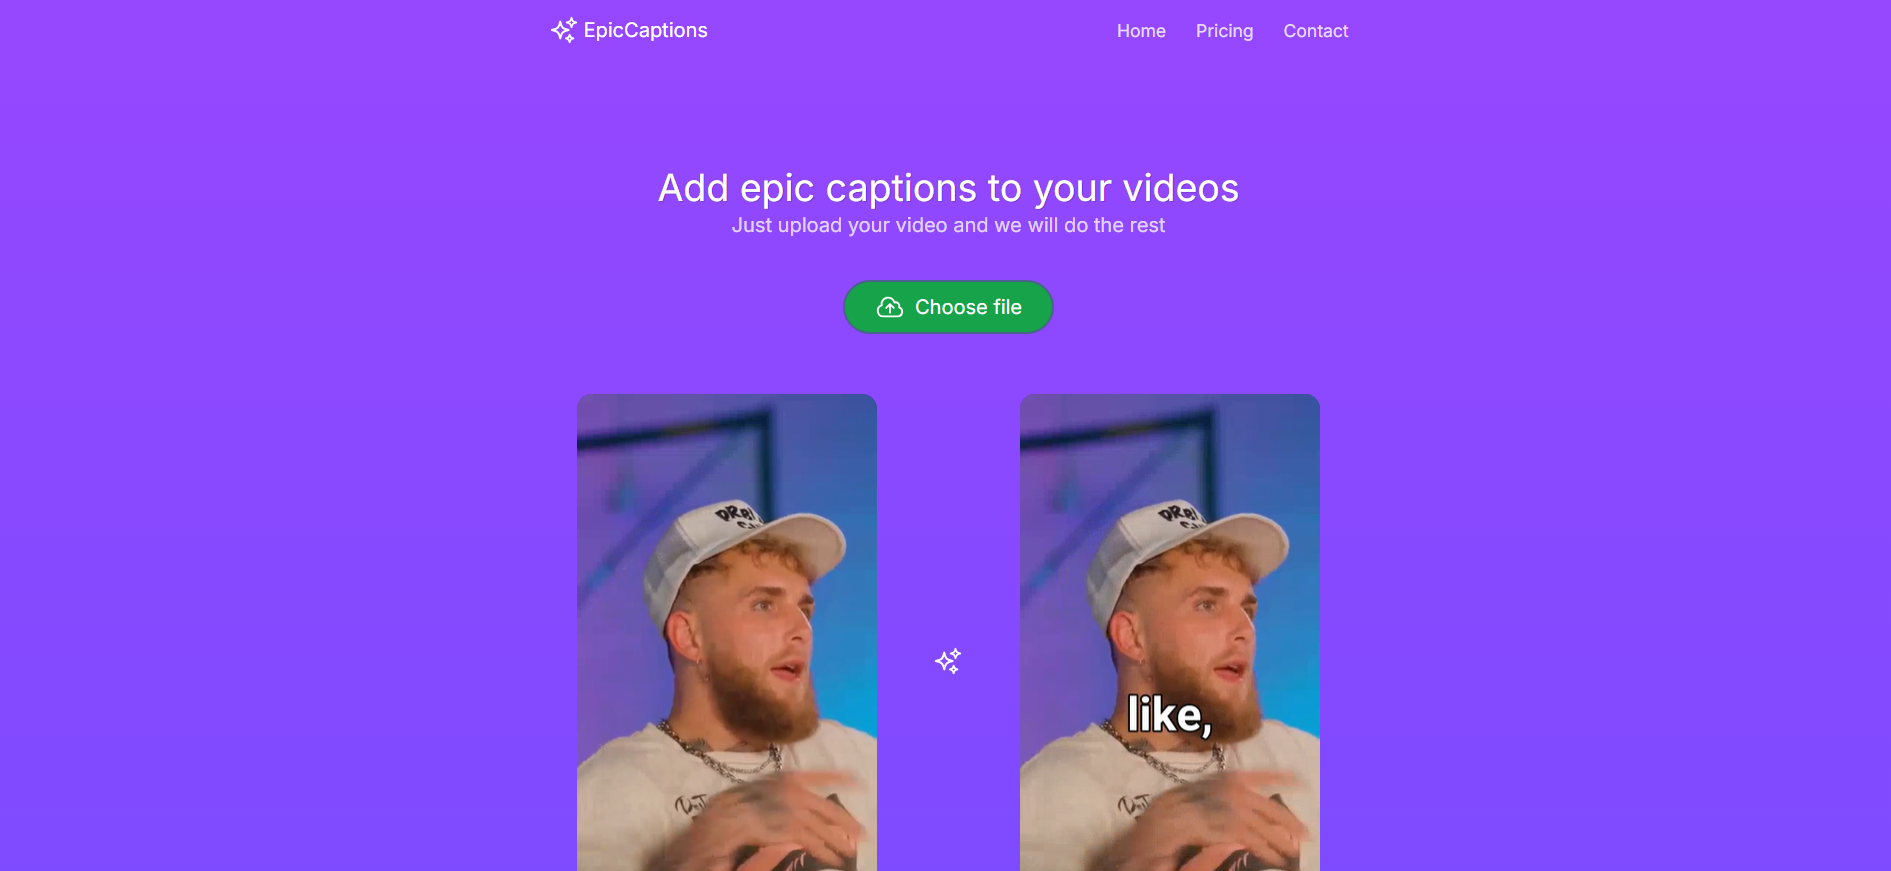 EpicCaptions
Home
Pricing
Contact
Add epic captions to your videos
Just upload your video and we will do the rest
Choose file
like,